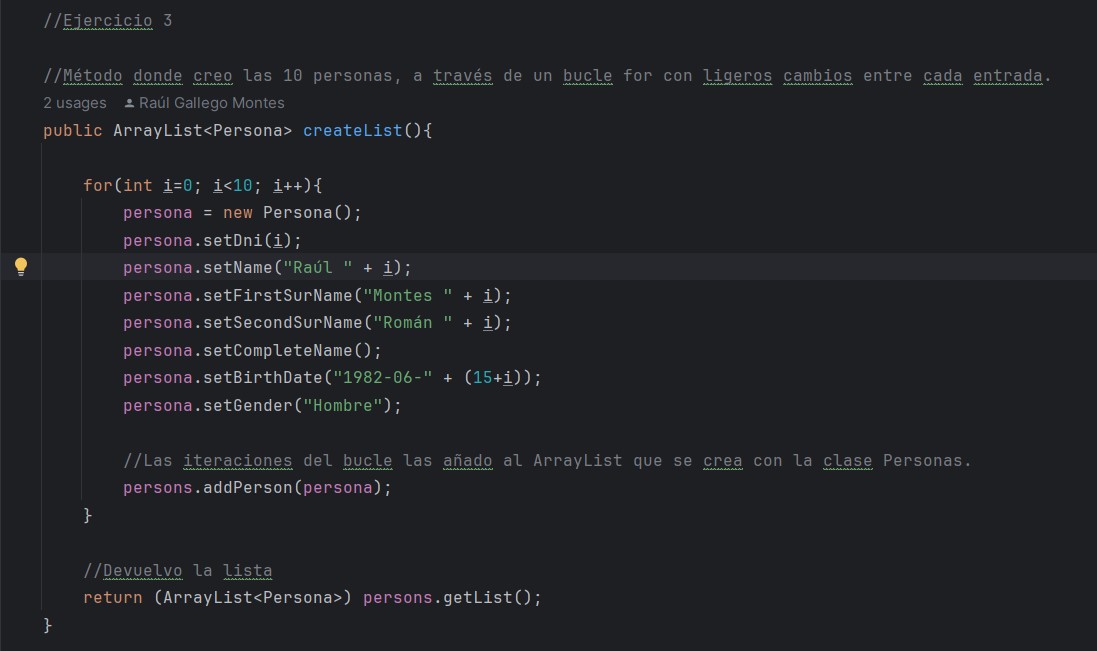 //Ejercicio 3
//Método donde creo las 10 personas, a través de un bucle for con ligeros cambios entre cada entrada.
2 usages Raúl Gallego Montes
public ArrayList<Persona> createList(){
for(int i=0; i<10; i++){
persona = new Persona();
persona.setDni(i);
persona.setName("Raúl " + i);
persona.setFirstSurName("Montes " + i);
persona.setSecondSurName("Román " + i);
persona.setCompleteName();
persona.setBirthDate("1982-06-" + (15+i));
persona.setGender("Hombre");
//Las iteraciones del bucle las añado al ArrayList que se crea con la clase Personas.
persons.addPerson(persona);
}
//Devuelvo la lista
return (ArrayList<Persona>) persons.getList();
}